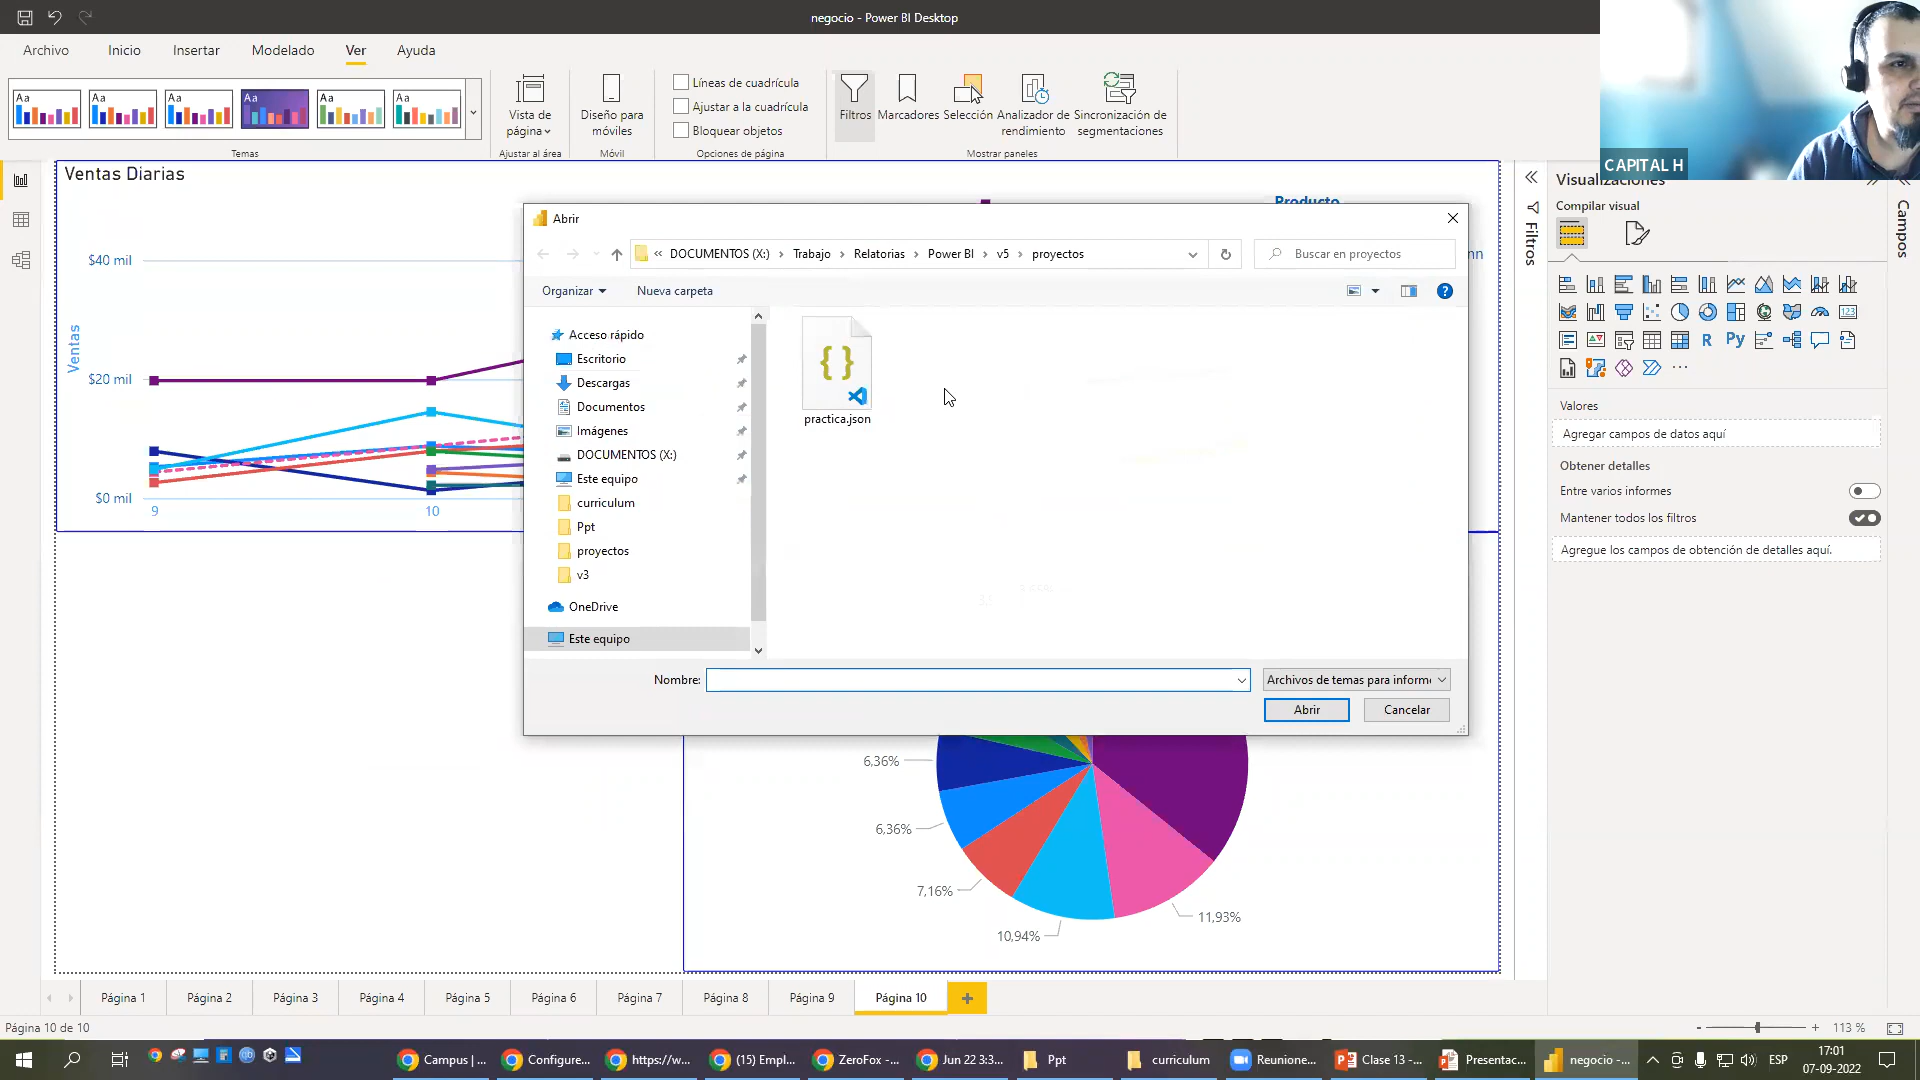 negocio - Power BI Desktop
Archivo
Inicio
Insertar
Modelado
Ver
Ayuda
Aa
Aa
Aa
Aa
Aa
Aa
Temas
Vista de
página
Ajustar al área
Diseño para
móviles
Móvil
Líneas de cuadrícula
Ajustar a la cuadrícula
Bloquear objetos
Opciones de página
Filtros
Marcadores
Selección
Analizador de
rendimiento
Sincronización de
segmentaciones
Mostrar paneles
CAPITAL H
Ventas Diarias
Producto
Ventas
$40 mil
$20 mil
$0 mil
9
10
Abrir
«
DOCUMENTOS (X:)
Trabajo
Relatorias
Power BI
v5
proyectos
Buscar en proyectos
Organizar
Nueva carpeta
Acceso rápido
Escritorio
Descargas
Documentos
Imágenes
DOCUMENTOS (X:)
Este equipo
curriculum
Ppt
proyectos
v3
OneDrive
Este equipo
{ }
practica.json
Nombre:
Archivos de temas para inform
Abrir
Cancelar
6,36%
6,36%
7,16%
10,94%
11,93%
Filtros
Visualizaciones
Compilar visual
123
R
Py
Valores
Agregar campos de datos aquí
Obtener detalles
Entre varios informes
Mantener todos los filtros
Agregue los campos de obtención de detalles aquí.
Campos
Página 1
Página 2
Página 3
Página 4
Página 5
Página 6
Página 7
Página 8
Página 9
Página 10
+
Página 10 de 10
- + 113 %
Campus | ...
Configure...
https://w...
(15) Empl...
ZeroFox -...
Jun 22 3:3...
Ppt
curriculum
Reunione...
Clase 13 -...
Presentac...
negocio -...
ESP
17:01
07-09-2022